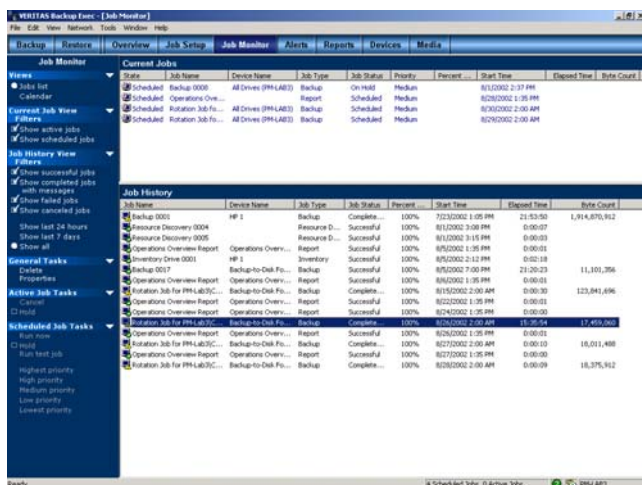 VERITAS Backup Exec - [Job Monitor]
File Edit View Network Tools Window Help
Backup Restore Overview Job Setup Job Monitor Alerts Reports Devices Media
Job Monitor
Views
Jobs list
Calendar
Current Job View
Filters
Show active jobs
Show scheduled jobs
Job History View
Filters
Show successful jobs
Show completed jobs
with messages
Show failed jobs
Show canceled jobs
Show last 24 hours
Show last 7 days
Show all
General Tasks
Delete
Properties
Active Job Tasks
Cancel
Hold
Scheduled Job Tasks
Run now
Hold
Run test job
Highest priority
High priority
Medium priority
Low priority
Lowest priority
Current Jobs
State Job Name Device Name Job Type Job Status Priority Percent ... Start Time Elapsed Time Byte Count
Scheduled Backup 0008 All Drives (PM-LAB3) Backup On Hold Medium 8/1/2002 2:37 PM
Scheduled Operations Ove... Report Scheduled Medium 8/28/2002 1:35 PM
Scheduled Rotation Job fo... All Drives (PM-LAB3) Backup Scheduled Medium 8/30/2002 2:00 AM
Scheduled Rotation Job fo... All Drives (PM-LAB3) Backup Scheduled Medium 8/29/2002 2:00 AM
Job History
Job Name Device Name Job Type Job Status Percent ... Start Time Elapsed Time Byte Count
Backup 0001 HP 1 Backup Complete... 100% 7/23/2002 1:05 PM 21:53:50 1,914,870,912
Resource Discovery 0004 Resource D... Successful 100% 8/1/2002 3:08 PM 0:00:07
Resource Discovery 0005 Resource D... Successful 100% 8/1/2002 3:15 PM 0:00:03
Operations Overview Report Operations Overv... Report Successful 100% 8/5/2002 1:35 PM 0:00:01
Inventory Drive 0001 HP 1 Inventory Successful 100% 8/5/2002 2:12 PM 0:02:18
Backup 0017 Backup-to-Disk Fo... Backup Successful 100% 8/5/2002 7:00 PM 21:20:23 11,101,356
Operations Overview Report Operations Overv... Report Successful 100% 8/6/2002 1:35 PM 0:00:01
Rotation Job for PM-Lab3\C... Backup-to-Disk Fo... Backup Complete... 100% 8/15/2002 2:00 AM 0:00:30 123,841,696
Operations Overview Report Operations Overv... Report Successful 100% 8/22/2002 1:35 PM 0:00:01
Operations Overview Report Operations Overv... Report Successful 100% 8/24/2002 1:35 PM 0:00:00
Rotation Job for PM-Lab3\C... Backup-to-Disk Fo... Backup Complete... 100% 8/26/2002 2:00 AM 15:35:54 17,459,060
Operations Overview Report Operations Overv... Report Successful 100% 8/26/2002 1:35 PM 0:00:01
Rotation Job for PM-Lab3\C... Backup-to-Disk Fo... Backup Complete... 100% 8/27/2002 2:00 AM 0:00:10 18,011,488
Operations Overview Report Operations Overv... Report Successful 100% 8/27/2002 1:35 PM 0:00:00
Rotation Job for PM-Lab3\C... Backup-to-Disk Fo... Backup Complete... 100% 8/28/2002 2:00 AM 0:00:09 18,375,912
Ready 4 Scheduled Jobs, 0 Active Jobs PM-LAB3